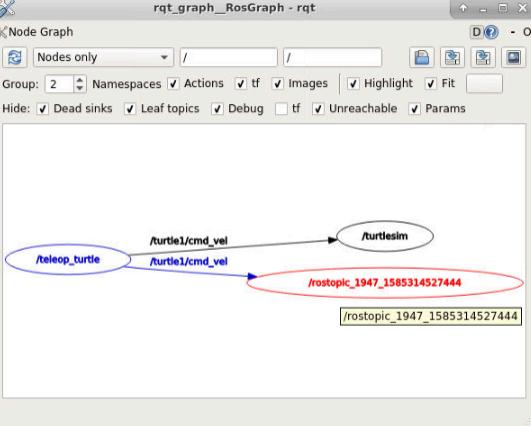 rqt_graph__RosGraph - rqt
Node Graph
D - O
Nodes only / /
Group: 2 Namespaces Actions tf Images Highlight Fit
Hide: Dead sinks Leaf topics Debug tf Unreachable Params
/turtlesim
/turtle1/cmd_vel
/teleop_turtle
/turtle1/cmd_vel
/rostopic_1947_1585314527444
/rostopic_1947_1585314527444